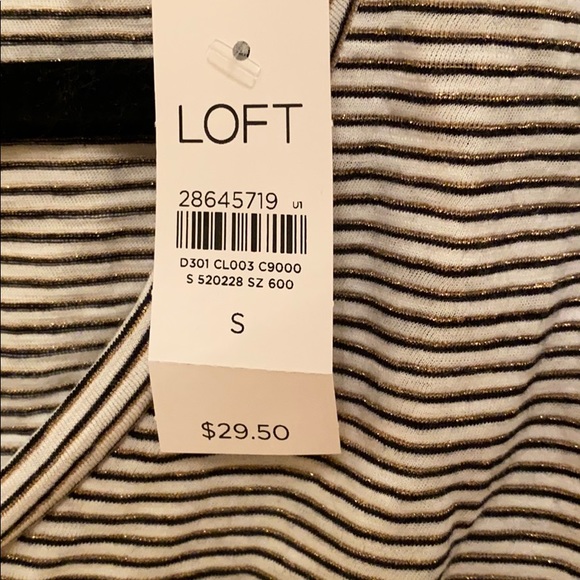 LOFT
28645719 U1
D301 CL003 C9000
S 520228 SZ 600
S
$29.50